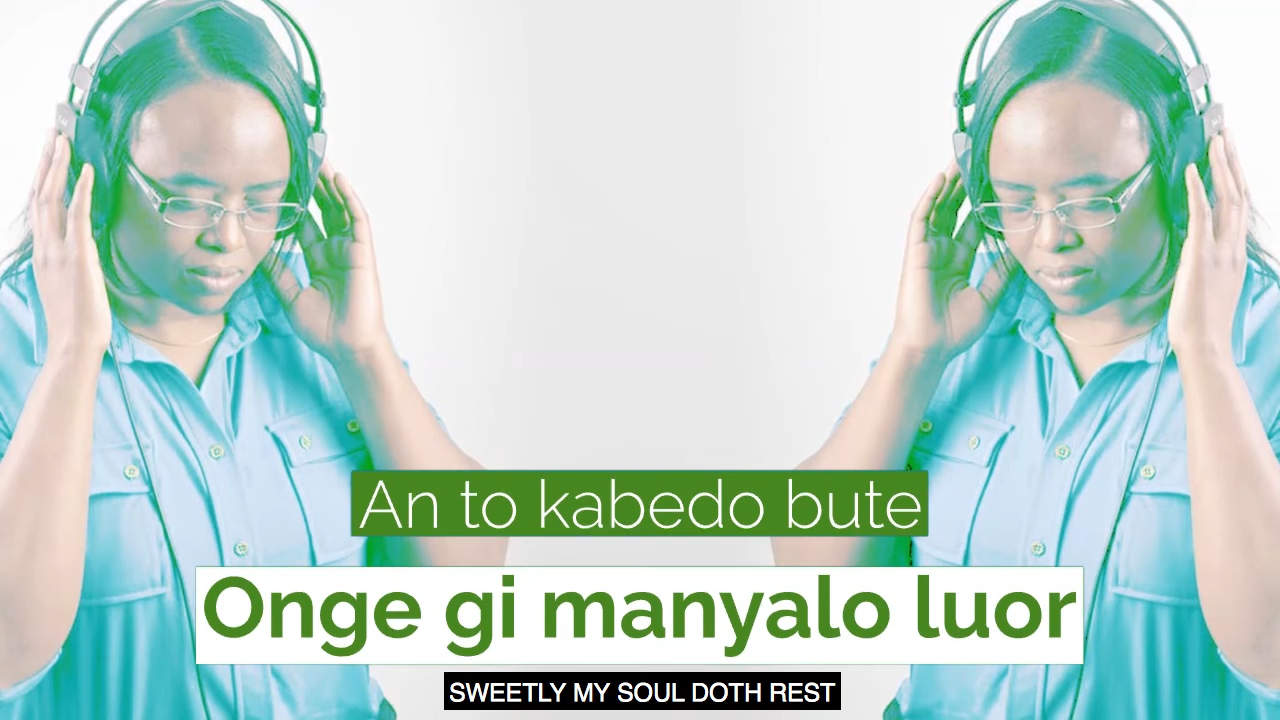 An to kabedo bute
Onge gi manyalo luor
SWEETLY MY SOUL DOTH REST